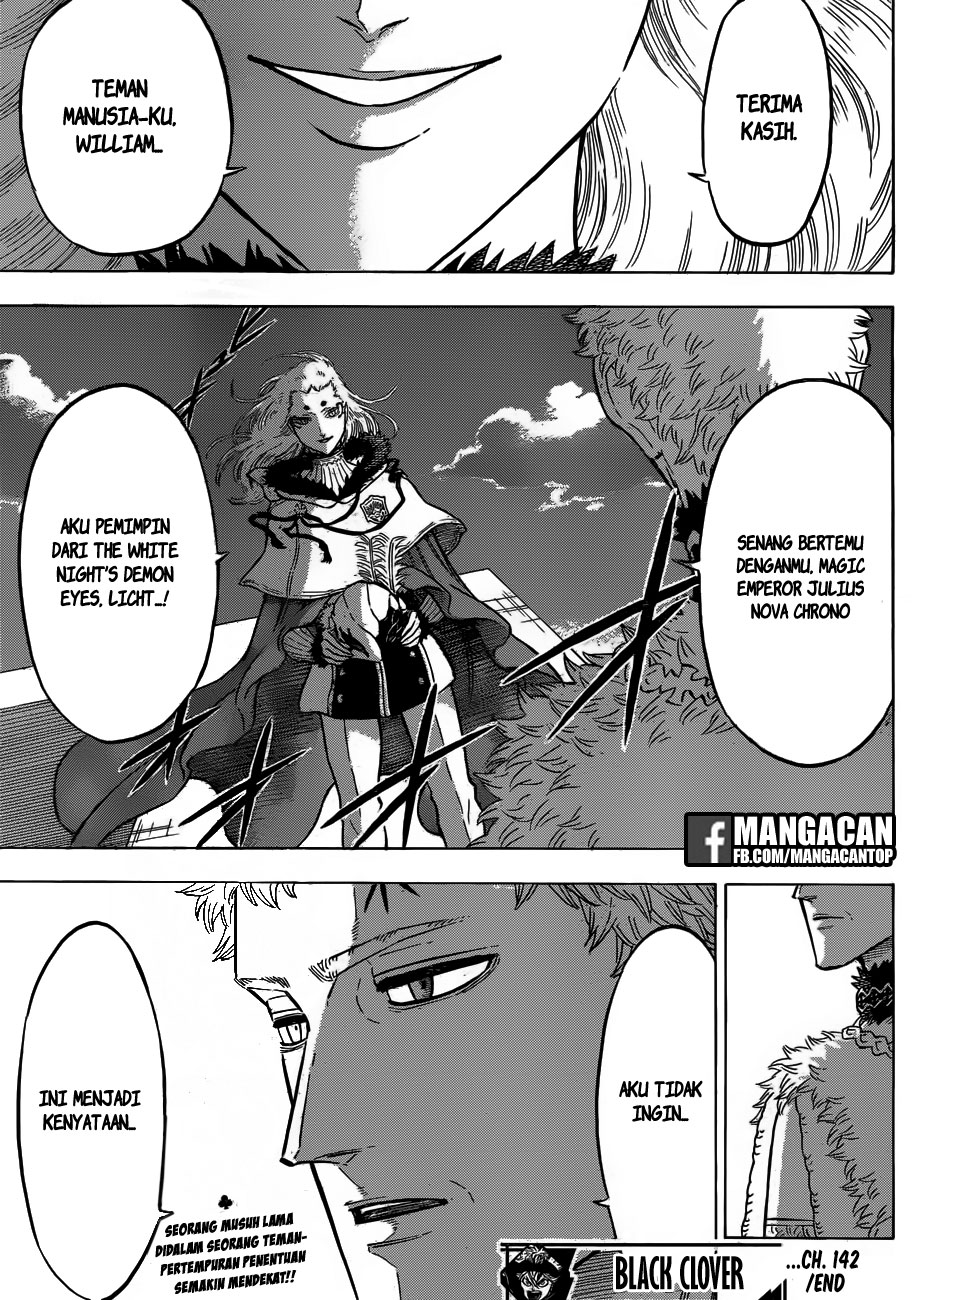 TERIMA
KASIH.
TEMAN
MANUSIA-KU,
WILLIAM...
SENANG BERTEMU
DENGANMU, MAGIC
EMPEROR JULIUS
NOVA CHRONO
AKU PEMIMPIN
DARI THE WHITE
NIGHT'S DEMON
EYES, LICHT...!
f MANGACAN
FB.COM/MANGACANTOP
AKU TIDAK
INGIN...
INI MENJADI
KENYATAAN...
SEORANG MUSUH LAMA
DIDALAM SEORANG TEMAN-
PERTEMPURAN PENENTUAN
SEMAKIN MENDEKAT!!
BLACK CLOVER
...CH. 142
/END